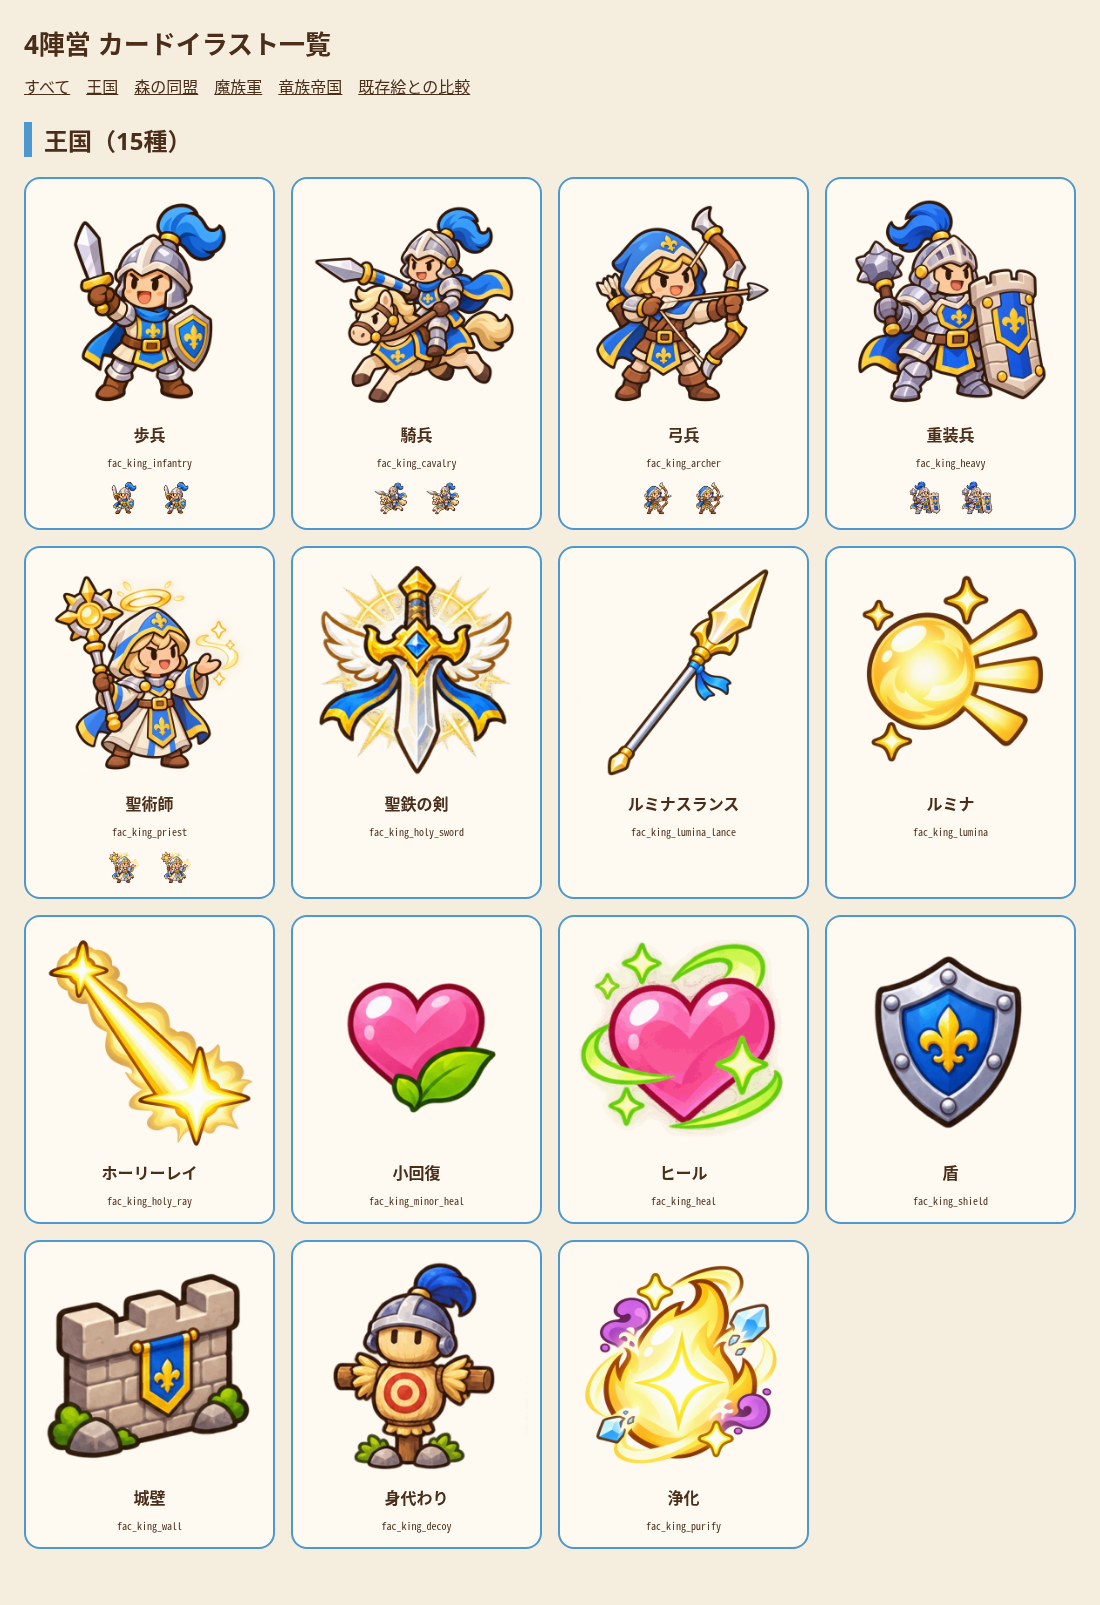 4陣営 カードイラスト一覧
すべて 王国 森の同盟 魔族軍 竜族帝国 既存絵との比較
王国（15種）
歩兵
fac_king_infantry
騎兵
fac_king_cavalry
弓兵
fac_king_archer
重装兵
fac_king_heavy
聖術師
fac_king_priest
聖鉄の剣
fac_king_holy_sword
ルミナスランス
fac_king_lumina_lance
ルミナ
fac_king_lumina
ホーリーレイ
fac_king_holy_ray
小回復
fac_king_minor_heal
ヒール
fac_king_heal
盾
fac_king_shield
城壁
fac_king_wall
身代わり
fac_king_decoy
浄化
fac_king_purify